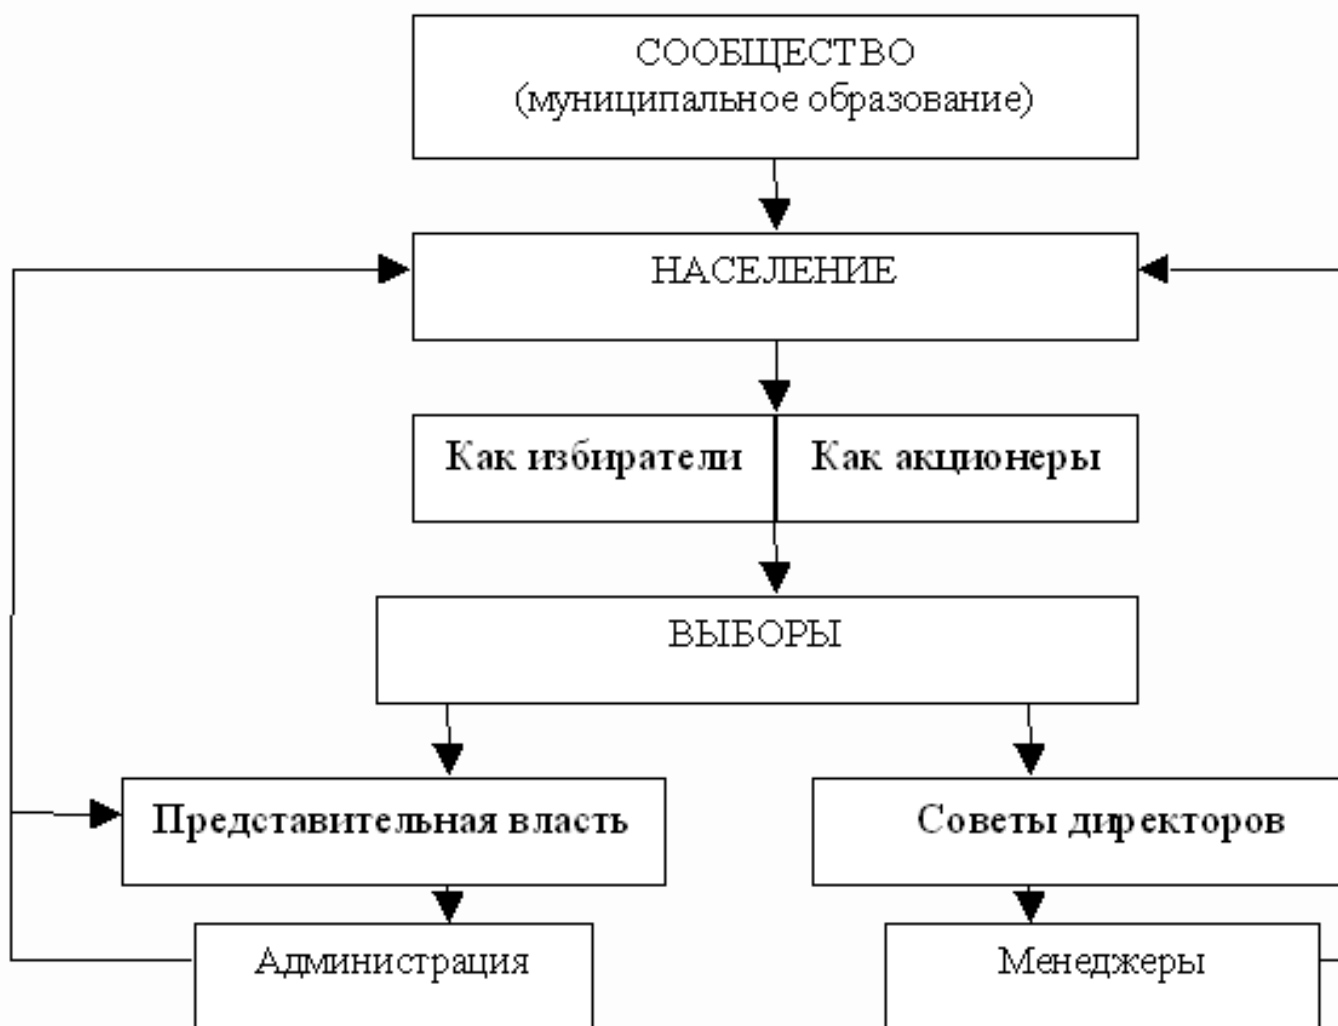 СООБЩЕСТВО
(муниципальное образование)
НАСЕЛЕНИЕ
Как избиратели
Как акционеры
ВЫБОРЫ
Представительная власть
Советы директоров
Администрация
Менеджеры